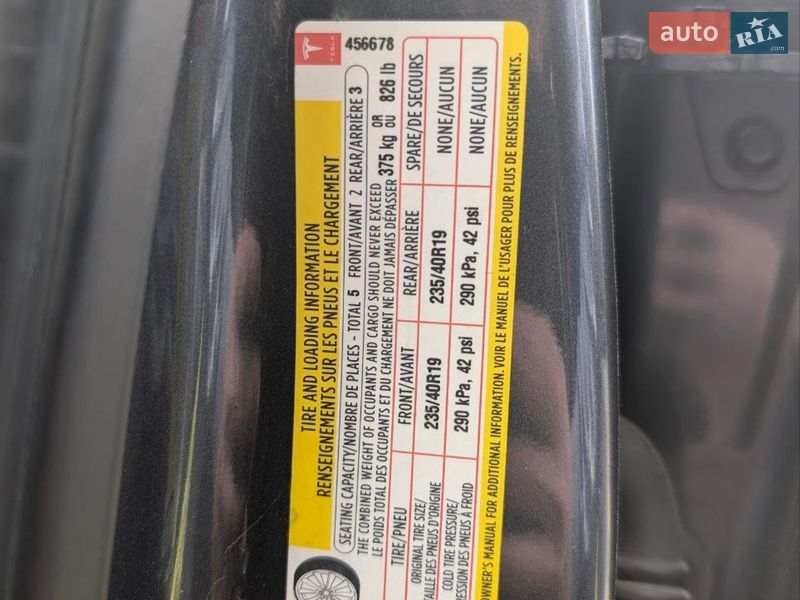 auto RIA .com
TESLA
456678
TIRE AND LOADING INFORMATION
RENSEIGNEMENTS SUR LES PNEUS ET LE CHARGEMENT
SEATING CAPACITY/NOMBRE DE PLACES - TOTAL 5 FRONT/AVANT 2 REAR/ARRIÈRE 3
THE COMBINED WEIGHT OF OCCUPANTS AND CARGO SHOULD NEVER EXCEED
LE POIDS TOTAL DES OCCUPANTS ET DU CHARGEMENT NE DOIT JAMAIS DÉPASSER
375 kg OR OU 826 lb
TIRE/PNEU FRONT/AVANT REAR/ARRIÈRE SPARE/DE SECOURS
ORIGINAL TIRE SIZE/
TAILLE DES PNEUS D'ORIGINE
235/40R19 235/40R19 NONE/AUCUN
COLD TIRE PRESSURE/
PRESSION DES PNEUS À FROID
290 kPa, 42 psi 290 kPa, 42 psi NONE/AUCUN
OWNER'S MANUAL FOR ADDITIONAL INFORMATION. VOIR LE MANUEL DE L'USAGER POUR PLUS DE RENSEIGNEMENTS.